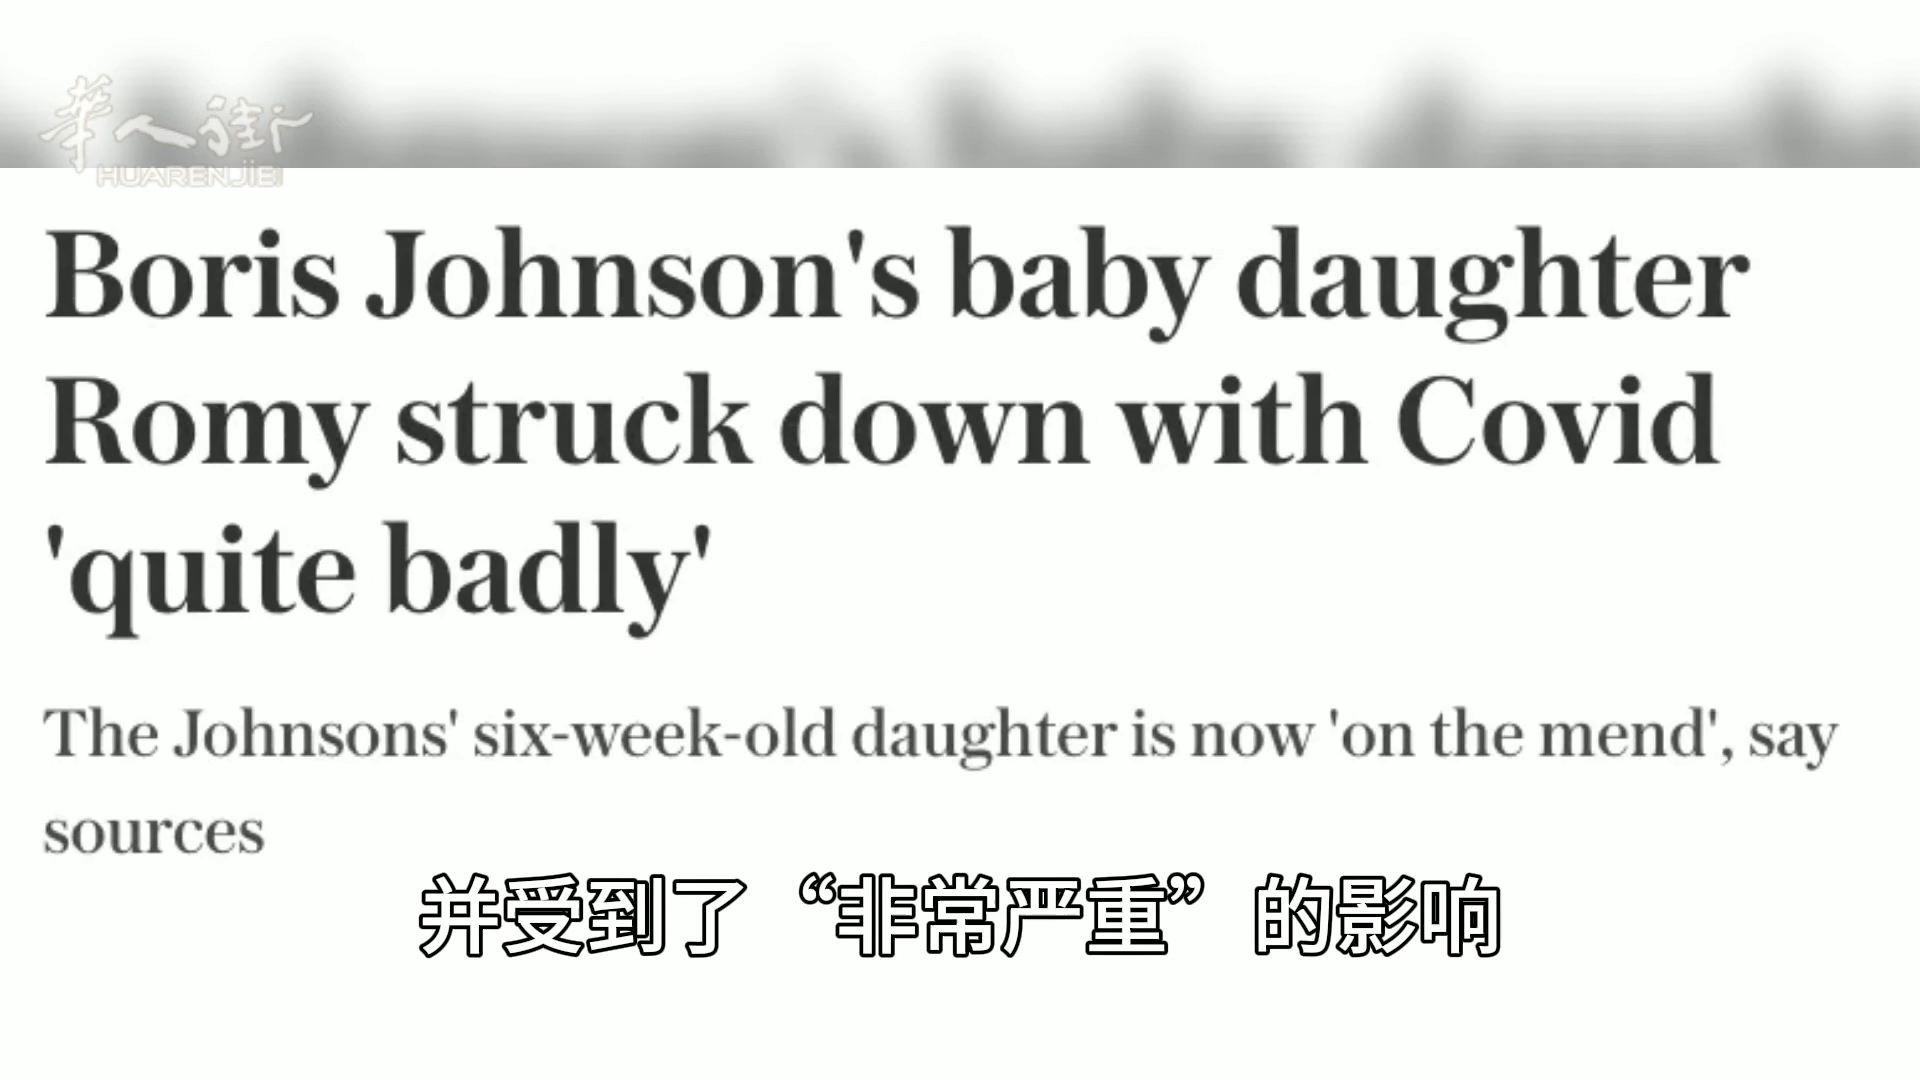 華人街
HUARENJIE
Boris Johnson's baby daughter
Romy struck down with Covid
'quite badly'
The Johnsons' six-week-old daughter is now 'on the mend', say
sources
并受到了“非常严重”的影响